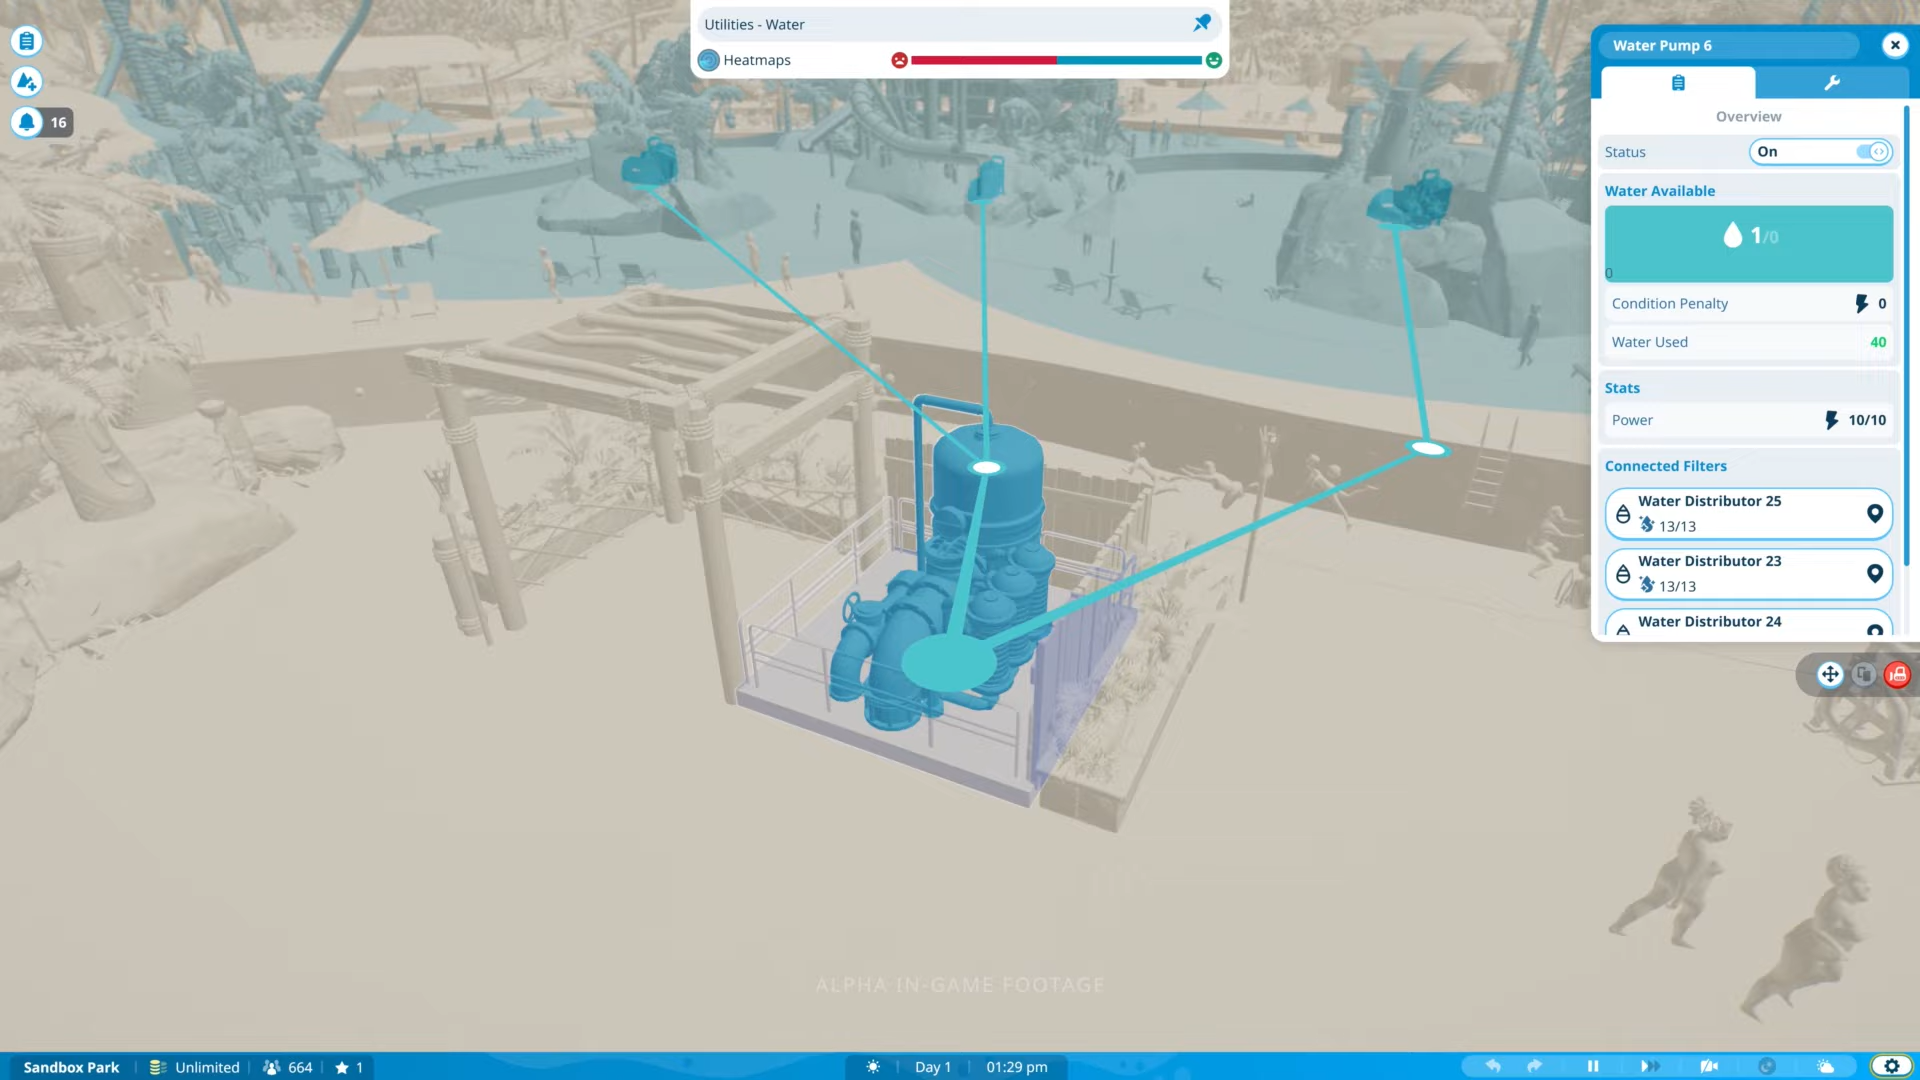 Utilities - Water
Heatmaps
16
Water Pump 6
Overview
Status
On
Water Available
1/0
0
Condition Penalty
0
Water Used
40
Stats
Power
10/10
Connected Filters
Water Distributor 25
13/13
Water Distributor 23
13/13
Water Distributor 24
ALPHA IN-GAME FOOTAGE
Sandbox Park
Unlimited
664
1
Day 1
01:29 pm